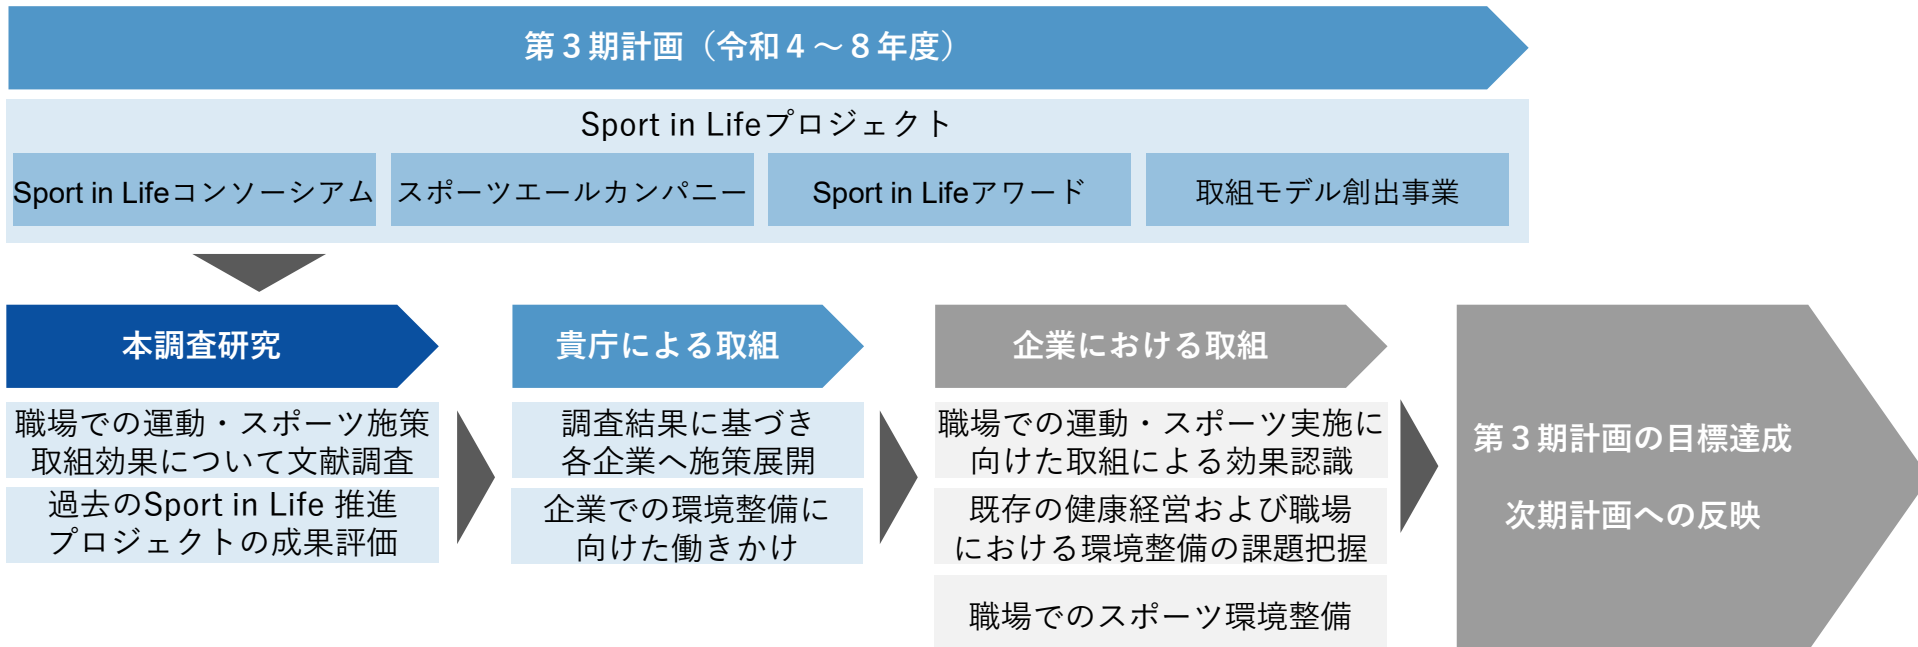 第３期計画（令和４～８年度）
Sport in Lifeプロジェクト
Sport in Lifeコンソーシアム
スポーツエールカンパニー
Sport in Lifeアワード
取組モデル創出事業
本調査研究
職場での運動・スポーツ施策
取組効果について文献調査
過去のSport in Life 推進
プロジェクトの成果評価
貴庁による取組
調査結果に基づき
各企業へ施策展開
企業での環境整備に
向けた働きかけ
企業における取組
職場での運動・スポーツ実施に
向けた取組による効果認識
既存の健康経営および職場
における環境整備の課題把握
職場でのスポーツ環境整備
第３期計画の目標達成
次期計画への反映